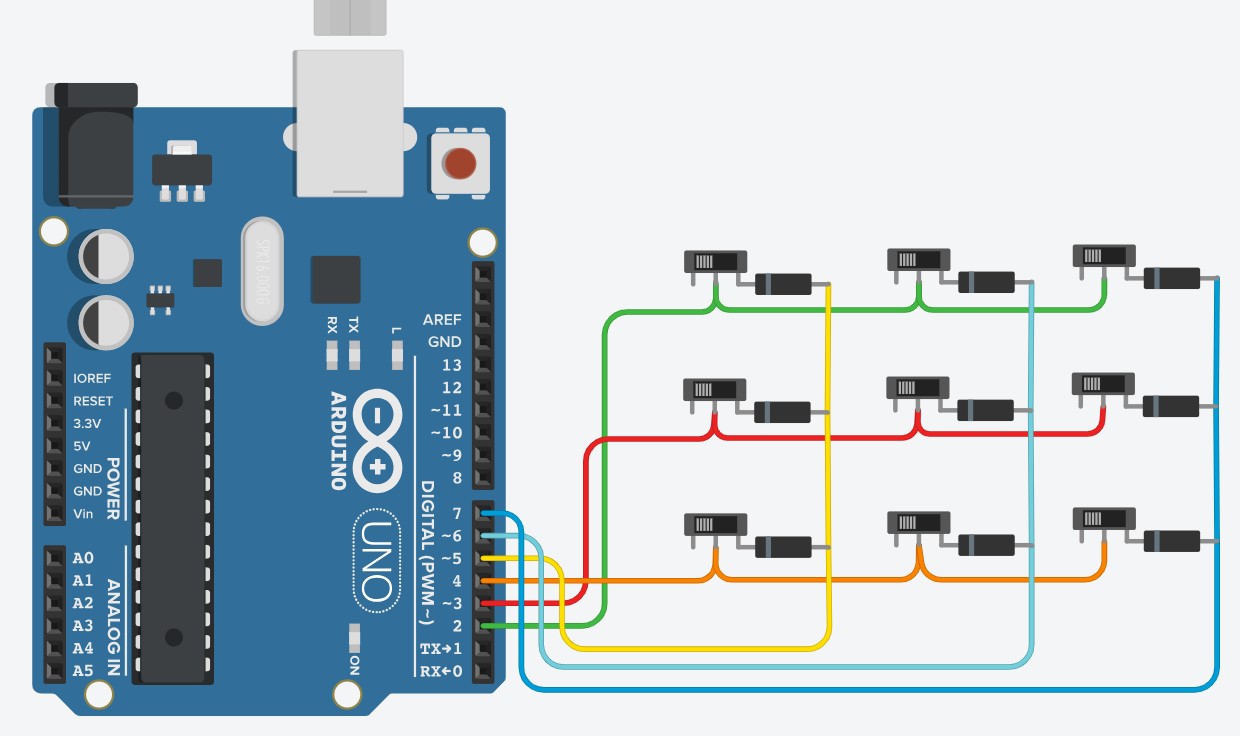 SPK16.000G
RX
TX
L
AREF
GND
13
12
~11
~10
~9
8
7
~6
~5
4
~3
2
TX→1
RX←0
DIGITAL (PWM~)
ARDUINO
UNO
ON
IOREF
RESET
3.3V
5V
GND
GND
Vin
POWER
A0
A1
A2
A3
A4
A5
ANALOG IN